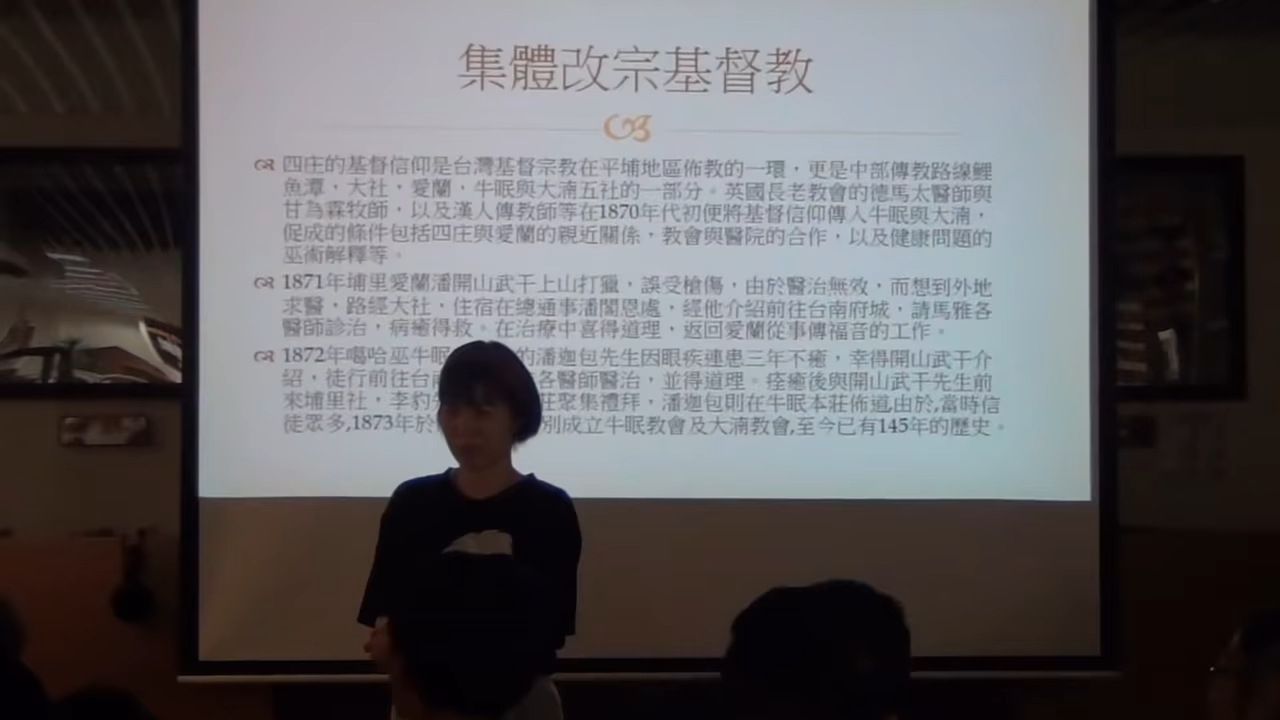 集體改宗基督教
四庄的基督信仰是台灣基督宗教在平埔地區佈教的一環，更是中部傳教路線鯉
魚潭，大社，愛蘭，牛眠與大湳五社的一部分。英國長老教會的德馬太醫師與
甘為霖牧師，以及漢人傳教師等在1870年代初便將基督信仰傳入牛眠與大湳，
促成的條件包括四庄與愛蘭的親近關係，教會與醫院的合作，以及健康問題的
巫術解釋等。
1871年埔里愛蘭潘開山武干上山打獵，誤受槍傷，由於醫治無效，而想到外地
求醫，路經大社，住宿在總通事潘閣恩處，經他介紹前往台南府城，請馬雅各
醫師診治，病癒得救。在治療中喜得道理，返回愛蘭從事傳福音的工作。
1872年噶哈巫牛眠 的潘迦包先生因眼疾連患三年不癒，幸得開山武干介
紹，徒行前往台 各醫師醫治，並得道理。痊癒後與開山武干先生前
來埔里社，李豹 莊聚集禮拜，潘迦包則在牛眠本莊佈道,由於,當時信
徒眾多,1873年於 別成立牛眠教會及大湳教會,至今已有145年的歷史。